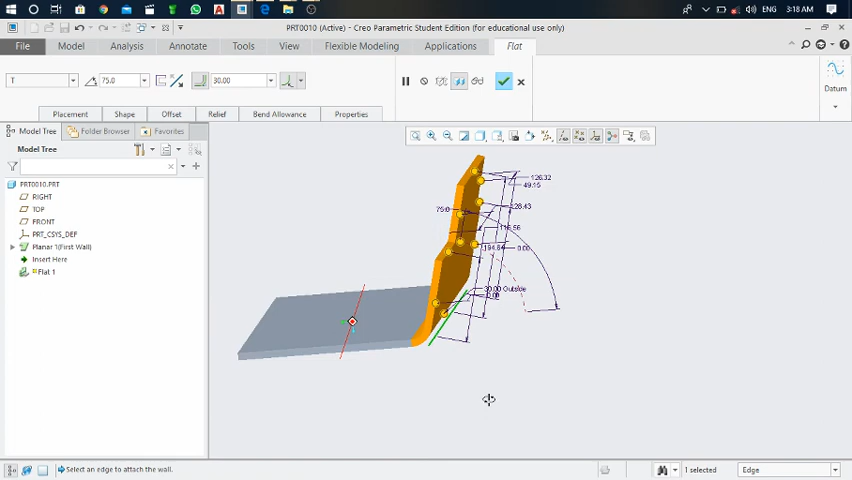 ENG 3:18 AM
PRT0010 (Active) - Creo Parametric Student Edition (for educational use only)
File Model Analysis Annotate Tools View Flexible Modeling Applications Flat
T 75.0 30.00
Datum
Placement Shape Offset Relief Bend Allowance Properties
Model Tree Folder Browser Favorites
Model Tree
PRT0010.PRT
RIGHT
TOP
FRONT
PRT_CSYS_DEF
Planar 1(First Wall)
Insert Here
Flat 1
126.32
49.15
75.0
128.43
0.00
30.00 Outside
0.00
Select an edge to attach the wall.
1 selected
Edge